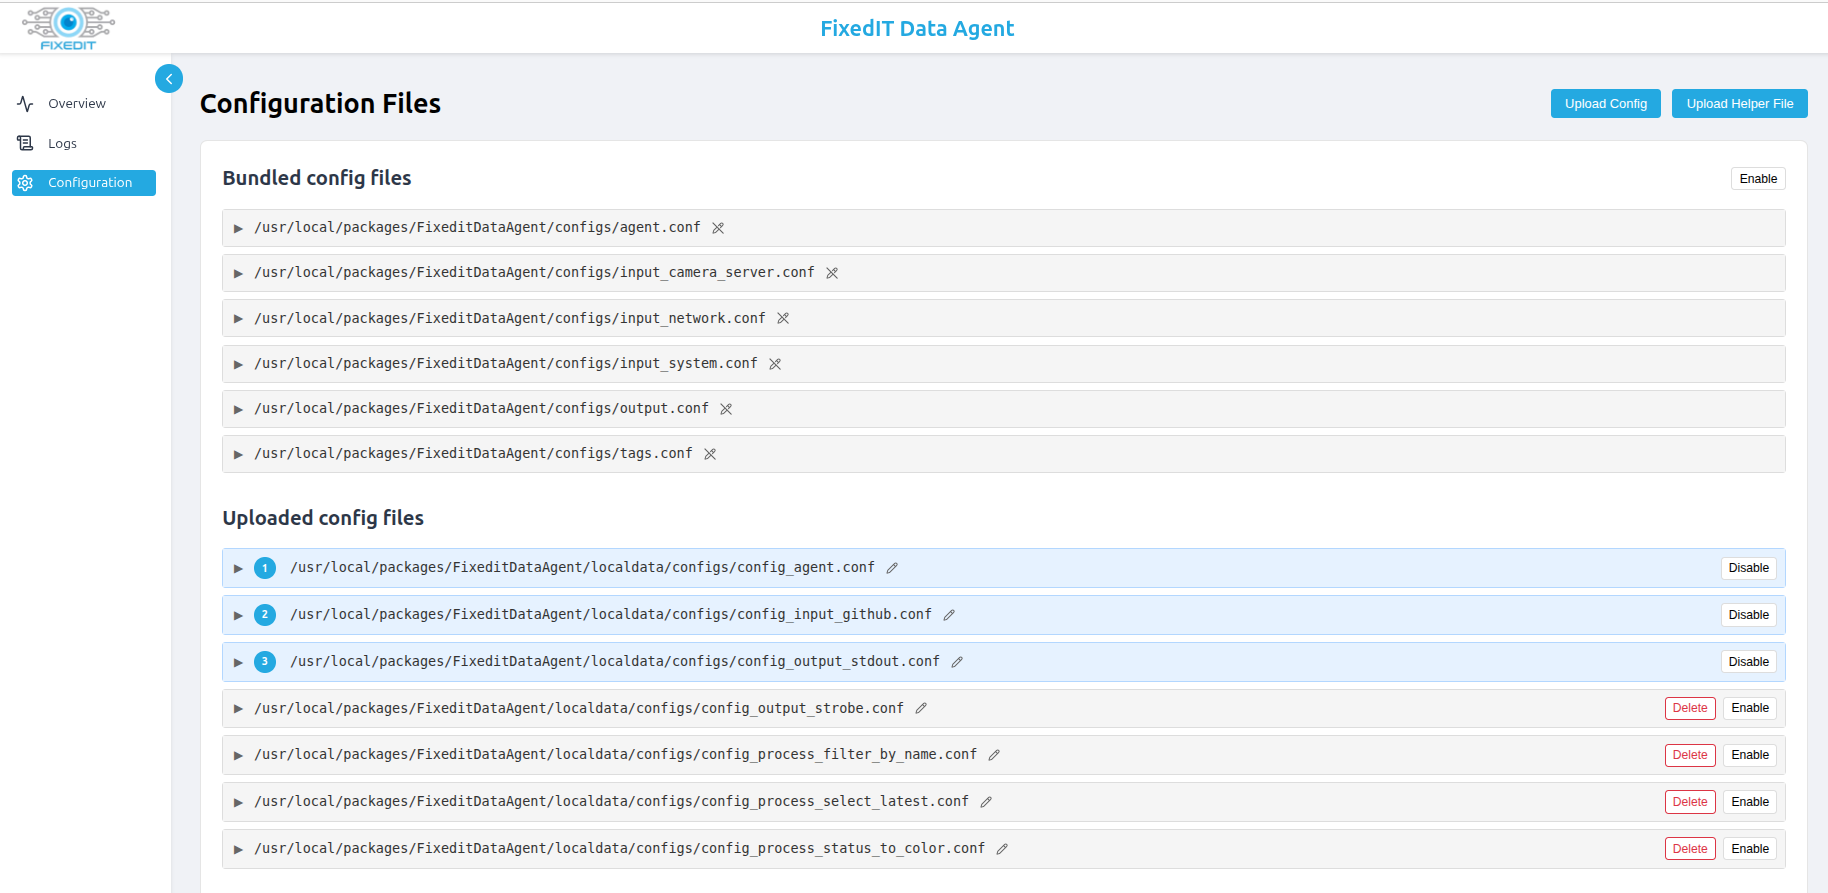 FIXEDIT
FixedIT Data Agent
Overview
Logs
Configuration
Configuration Files
Upload Config
Upload Helper File
Bundled config files
Enable
▶ /usr/local/packages/FixeditDataAgent/configs/agent.conf
▶ /usr/local/packages/FixeditDataAgent/configs/input_camera_server.conf
▶ /usr/local/packages/FixeditDataAgent/configs/input_network.conf
▶ /usr/local/packages/FixeditDataAgent/configs/input_system.conf
▶ /usr/local/packages/FixeditDataAgent/configs/output.conf
▶ /usr/local/packages/FixeditDataAgent/configs/tags.conf
Uploaded config files
▶ 1 /usr/local/packages/FixeditDataAgent/localdata/configs/config_agent.conf Disable
▶ 2 /usr/local/packages/FixeditDataAgent/localdata/configs/config_input_github.conf Disable
▶ 3 /usr/local/packages/FixeditDataAgent/localdata/configs/config_output_stdout.conf Disable
▶ /usr/local/packages/FixeditDataAgent/localdata/configs/config_output_strobe.conf Delete Enable
▶ /usr/local/packages/FixeditDataAgent/localdata/configs/config_process_filter_by_name.conf Delete Enable
▶ /usr/local/packages/FixeditDataAgent/localdata/configs/config_process_select_latest.conf Delete Enable
▶ /usr/local/packages/FixeditDataAgent/localdata/configs/config_process_status_to_color.conf Delete Enable